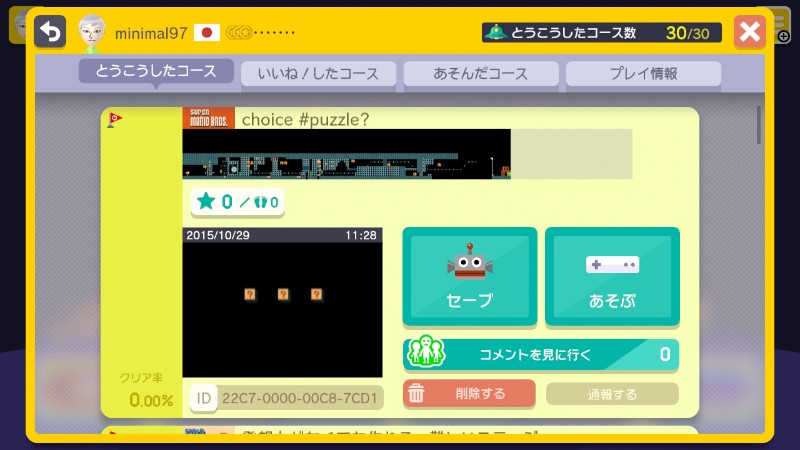 minimal97
とうこうしたコース数 30/30
とうこうしたコース
いいね!したコース
あそんだコース
プレイ情報
SUPER MARIO BROS.
choice #puzzle?
0 / 0
2015/10/29 11:28
セーブ
あそぶ
コメントを見に行く 0
クリア率
0.00%
ID 22C7-0000-00C8-7CD1
削除する
通報する